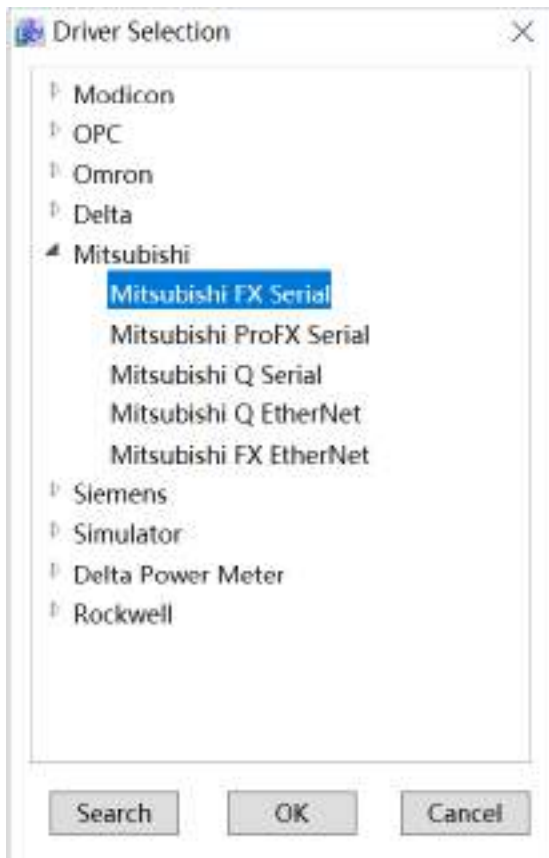 Driver Selection
Modicon
OPC
Omron
Delta
Mitsubishi
Mitsubishi FX Serial
Mitsubishi ProFX Serial
Mitsubishi Q Serial
Mitsubishi Q EtherNet
Mitsubishi FX EtherNet
Siemens
Simulator
Delta Power Meter
Rockwell
Search OK Cancel